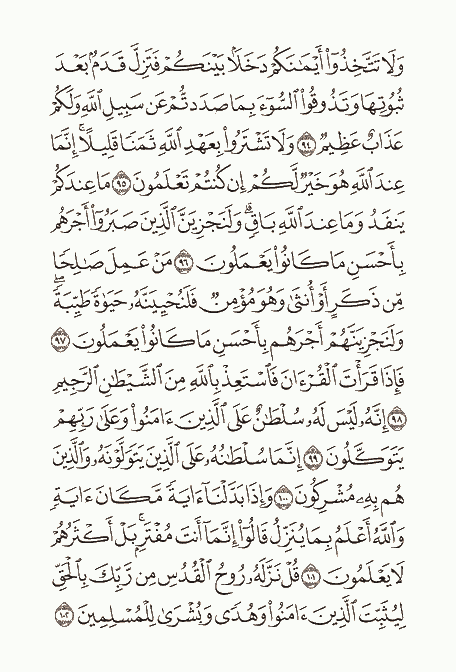 وَلَا تَتَّخِذُوٓا۟ أَيْمَـٰنَكُمْ دَخَلًۢا بَيْنَكُمْ فَتَزِلَّ قَدَمٌۢ بَعْدَ
ثُبُوتِهَا وَتَذُوقُوا۟ ٱلسُّوٓءَ بِمَا صَدَدتُّمْ عَن سَبِيلِ ٱللَّهِ وَلَكُمْ
عَذَابٌ عَظِيمٌ ٩٤ وَلَا تَشْتَرُوا۟ بِعَهْدِ ٱللَّهِ ثَمَنًا قَلِيلًا ۚ إِنَّمَا
عِندَ ٱللَّهِ هُوَ خَيْرٌ لَّكُمْ إِن كُنتُمْ تَعْلَمُونَ ٩٥ مَا عِندَكُمْ
يَنفَدُ وَمَا عِندَ ٱللَّهِ بَاقٍ ۗ وَلَنَجْزِيَنَّ ٱلَّذِينَ صَبَرُوٓا۟ أَجْرَهُم
بِأَحْسَنِ مَا كَانُوا۟ يَعْمَلُونَ ٩٦ مَنْ عَمِلَ صَـٰلِحًا
مِّن ذَكَرٍ أَوْ أُنثَىٰ وَهُوَ مُؤْمِنٌ فَلَنُحْيِيَنَّهُۥ حَيَوٰةً طَيِّبَةً ۖ
وَلَنَجْزِيَنَّهُمْ أَجْرَهُم بِأَحْسَنِ مَا كَانُوا۟ يَعْمَلُونَ ٩٧
فَإِذَا قَرَأْتَ ٱلْقُرْءَانَ فَٱسْتَعِذْ بِٱللَّهِ مِنَ ٱلشَّيْطَـٰنِ ٱلرَّجِيمِ
٩٨ إِنَّهُۥ لَيْسَ لَهُۥ سُلْطَـٰنٌ عَلَى ٱلَّذِينَ ءَامَنُوا۟ وَعَلَىٰ رَبِّهِمْ
يَتَوَكَّلُونَ ٩٩ إِنَّمَا سُلْطَـٰنُهُۥ عَلَى ٱلَّذِينَ يَتَوَلَّوْنَهُۥ وَٱلَّذِينَ
هُم بِهِۦ مُشْرِكُونَ ١٠٠ وَإِذَا بَدَّلْنَآ ءَايَةً مَّكَانَ ءَايَةٍ ۙ
وَٱللَّهُ أَعْلَمُ بِمَا يُنَزِّلُ قَالُوٓا۟ إِنَّمَآ أَنتَ مُفْتَرٍۭ ۚ بَلْ أَكْثَرُهُمْ
لَا يَعْلَمُونَ ١٠١ قُلْ نَزَّلَهُۥ رُوحُ ٱلْقُدُسِ مِن رَّبِّكَ بِٱلْحَقِّ
لِيُثَبِّتَ ٱلَّذِينَ ءَامَنُوا۟ وَهُدًى وَبُشْرَىٰ لِلْمُسْلِمِينَ ١٠٢